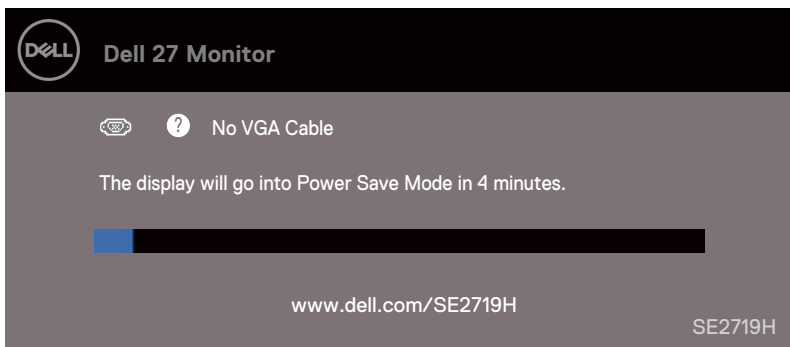 DELL
Dell 27 Monitor
? No VGA Cable
The display will go into Power Save Mode in 4 minutes.
www.dell.com/SE2719H
SE2719H